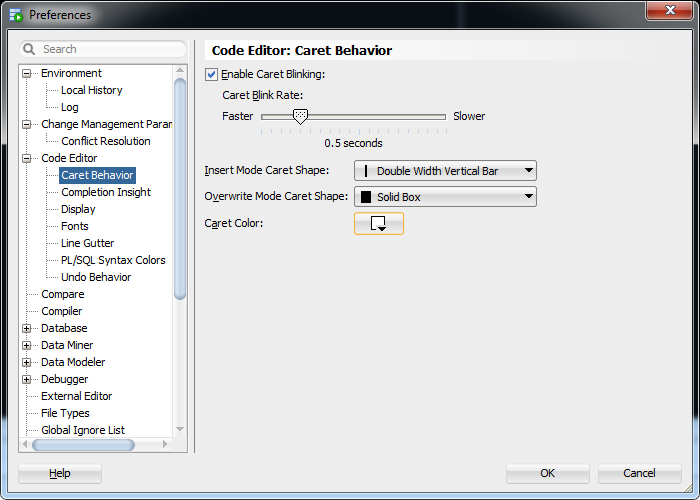 Preferences
Search
Environment
Local History
Log
Change Management Param
Conflict Resolution
Code Editor
Caret Behavior
Completion Insight
Display
Fonts
Line Gutter
PL/SQL Syntax Colors
Undo Behavior
Compare
Compiler
Database
Data Miner
Data Modeler
Debugger
External Editor
File Types
Global Ignore List
Code Editor: Caret Behavior
Enable Caret Blinking:
Caret Blink Rate:
Faster Slower
0.5 seconds
Insert Mode Caret Shape: Double Width Vertical Bar
Overwrite Mode Caret Shape: Solid Box
Caret Color:
Help OK Cancel